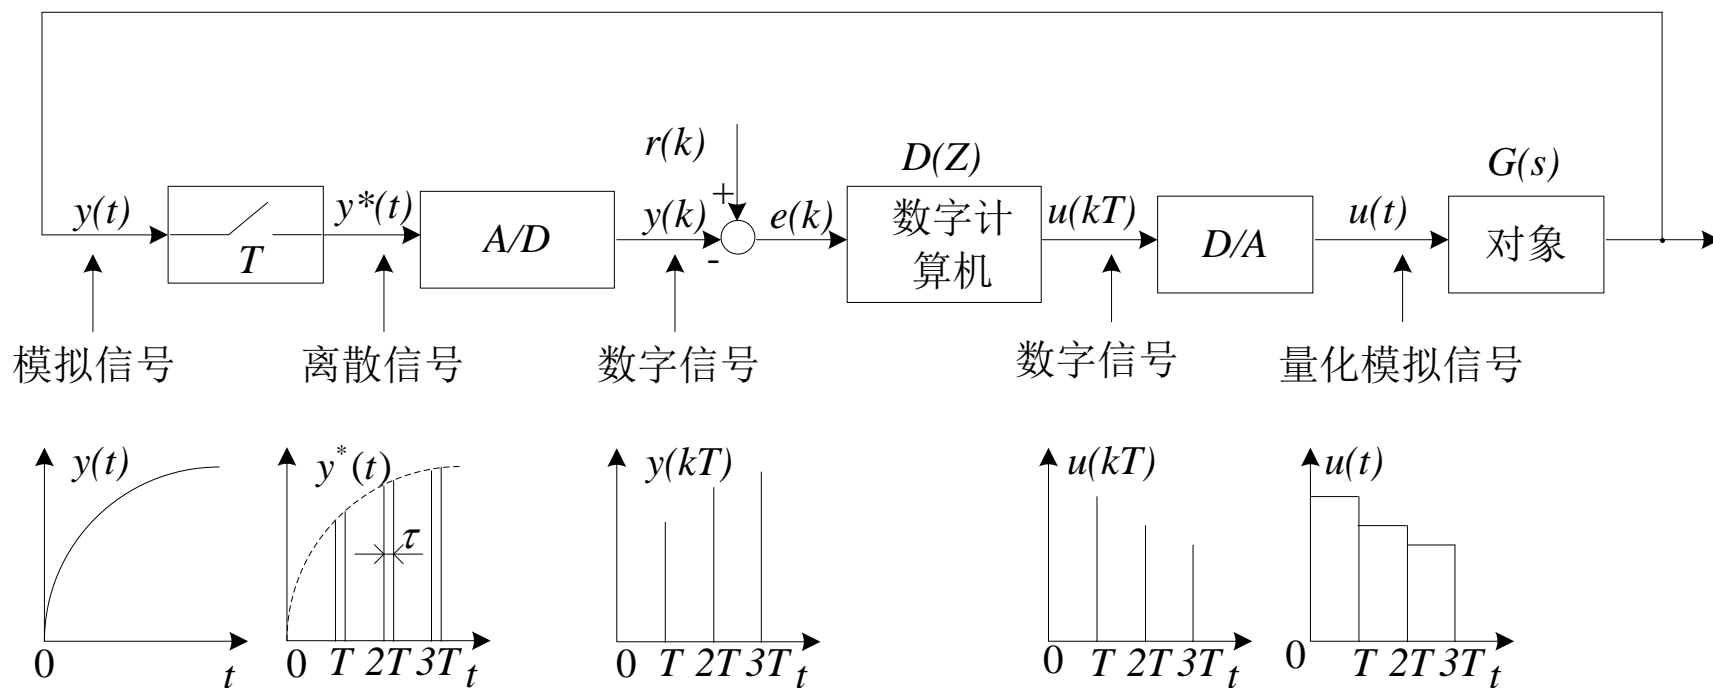 r(k)
D(Z)
G(s)
y(t)
T
y*(t)
A/D
y(k)
+
-
e(k)
数字计
算机
u(kT)
D/A
u(t)
对象
模拟信号
离散信号
数字信号
数字信号
量化模拟信号
y(t)
0
t
y*(t)
τ
0 T 2T 3T t
y(kT)
0 T 2T 3T t
u(kT)
0 T 2T 3T t
u(t)
0 T 2T 3T t